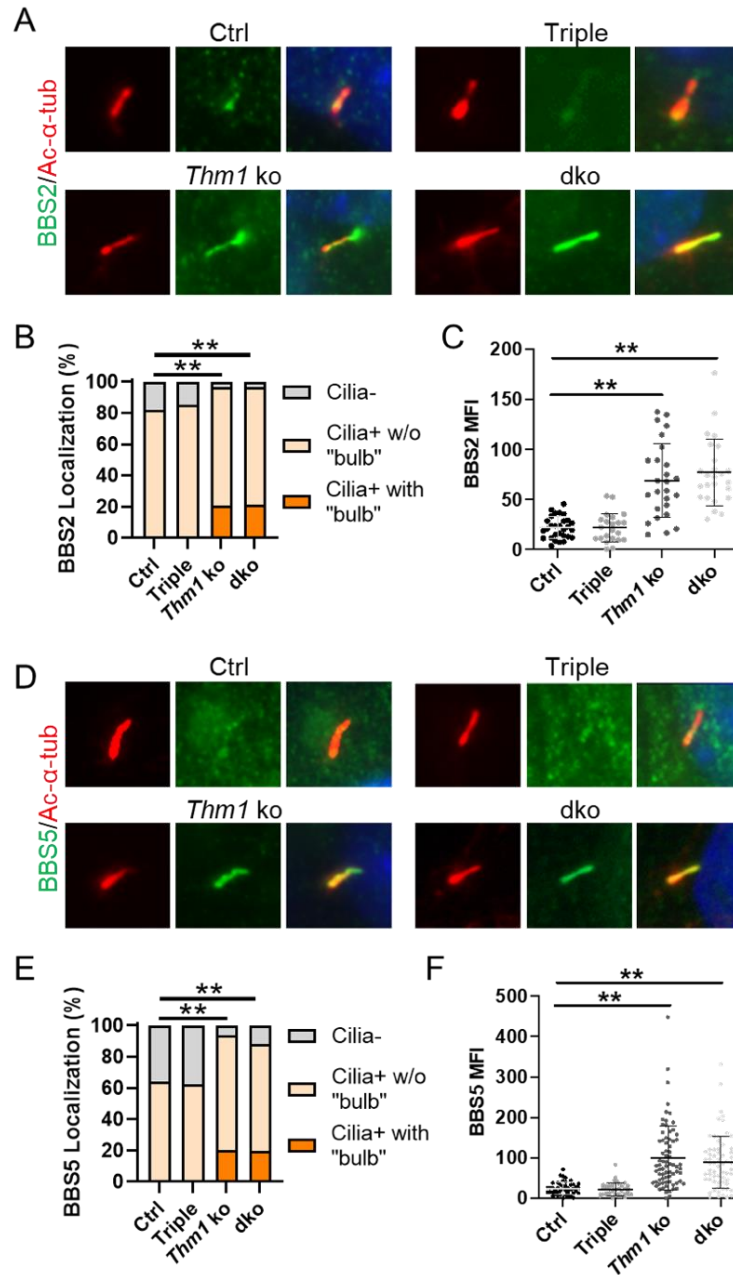 A
Ctrl
Triple
BBS2/Ac-α-tub
Thm1 ko
dko
B
**
**
BBS2 Localization (%)
100
80
60
40
20
0
Ctrl
Triple
Thm1 ko
dko
Cilia-
Cilia+ w/o
"bulb"
Cilia+ with
"bulb"
C
**
**
BBS2 MFI
200
150
100
50
0
Ctrl
Triple
Thm1 ko
dko
D
Ctrl
Triple
BBS5/Ac-α-tub
Thm1 ko
dko
E
**
**
BBS5 Localization (%)
100
80
60
40
20
0
Ctrl
Triple
Thm1 ko
dko
Cilia-
Cilia+ w/o
"bulb"
Cilia+ with
"bulb"
F
**
**
BBS5 MFI
500
400
300
200
100
0
Ctrl
Triple
Thm1 ko
dko